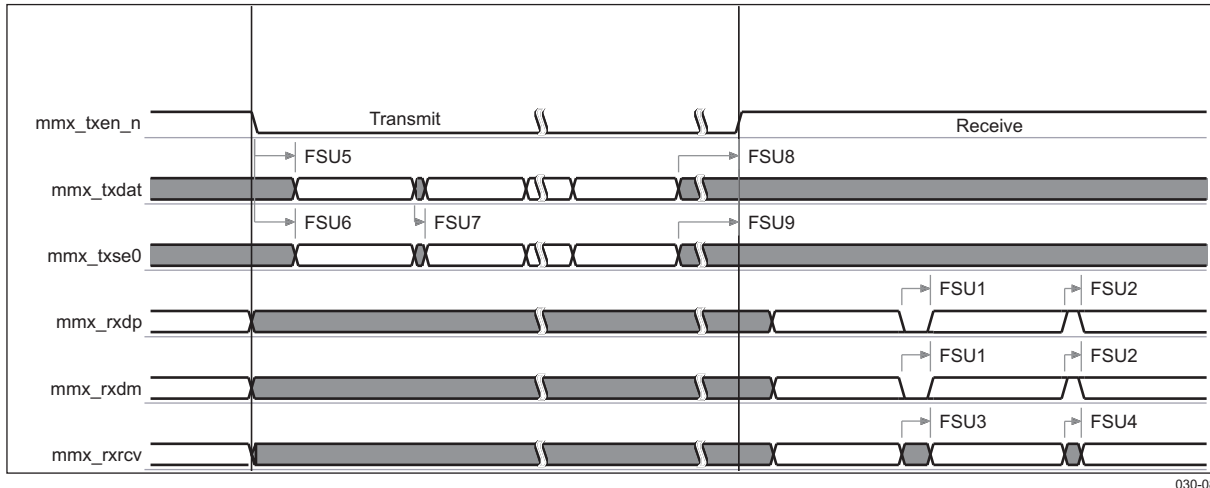 mmx_txen_n
Transmit
Receive
FSU5
FSU8
mmx_txdat
FSU6
FSU7
FSU9
mmx_txse0
FSU1
FSU2
mmx_rxdp
FSU1
FSU2
mmx_rxdm
FSU3
FSU4
mmx_rxrcv